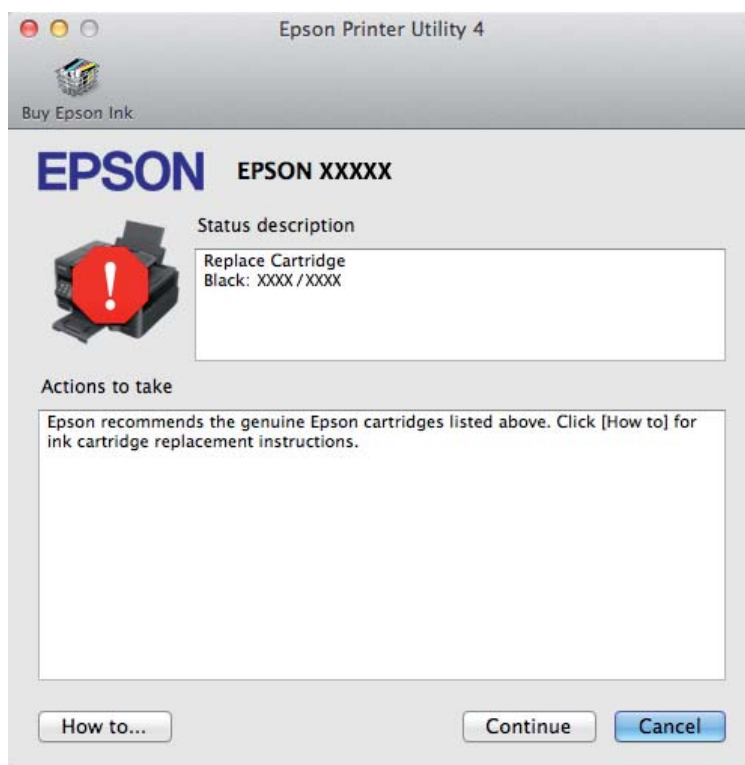 Epson Printer Utility 4
Buy Epson Ink
EPSON EPSON XXXXX
Status description
Replace Cartridge
Black: XXXX / XXXX
Actions to take
Epson recommends the genuine Epson cartridges listed above. Click [How to] for
ink cartridge replacement instructions.
How to... Continue Cancel